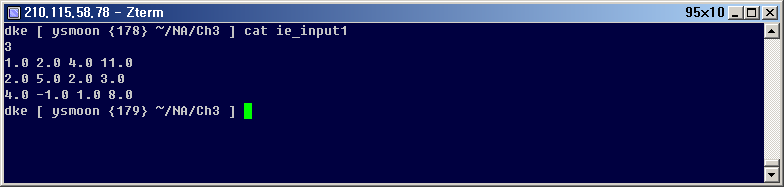 210.115.58.78 - Zterm 95×10
dke [ ysmoon {178} ~/NA/Ch3 ] cat ie_input1
3
1.0 2.0 4.0 11.0
2.0 5.0 2.0 3.0
4.0 -1.0 1.0 8.0
dke [ ysmoon {179} ~/NA/Ch3 ]